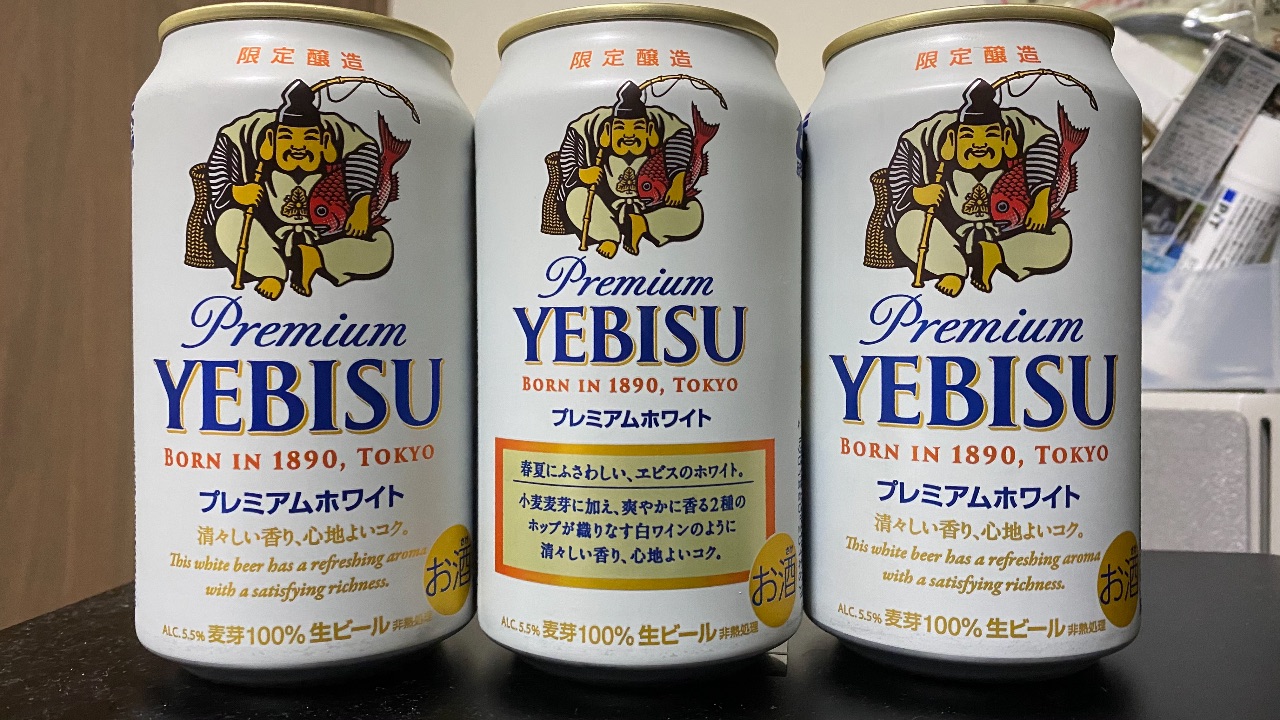 限定醸造
Premium
YEBISU
BORN IN 1890, TOKYO
プレミアムホワイト
清々しい香り、心地よいコク。
This white beer has a refreshing aroma
with a satisfying richness.
お酒
ALC.5.5% 麦芽100% 生ビール 非熱処理
限定醸造
Premium
YEBISU
BORN IN 1890, TOKYO
プレミアムホワイト
春夏にふさわしい、ヱビスのホワイト。
小麦麦芽に加え、爽やかに香る2種の
ホップが織りなす白ワインのように
清々しい香り、心地よいコク。
お酒
ALC.5.5% 麦芽100% 生ビール 非熱処理
限定醸造
Premium
YEBISU
BORN IN 1890, TOKYO
プレミアムホワイト
清々しい香り、心地よいコク。
This white beer has a refreshing aroma
with a satisfying richness.
お酒
ALC.5.5% 麦芽100% 生ビール 非熱処理
PiT